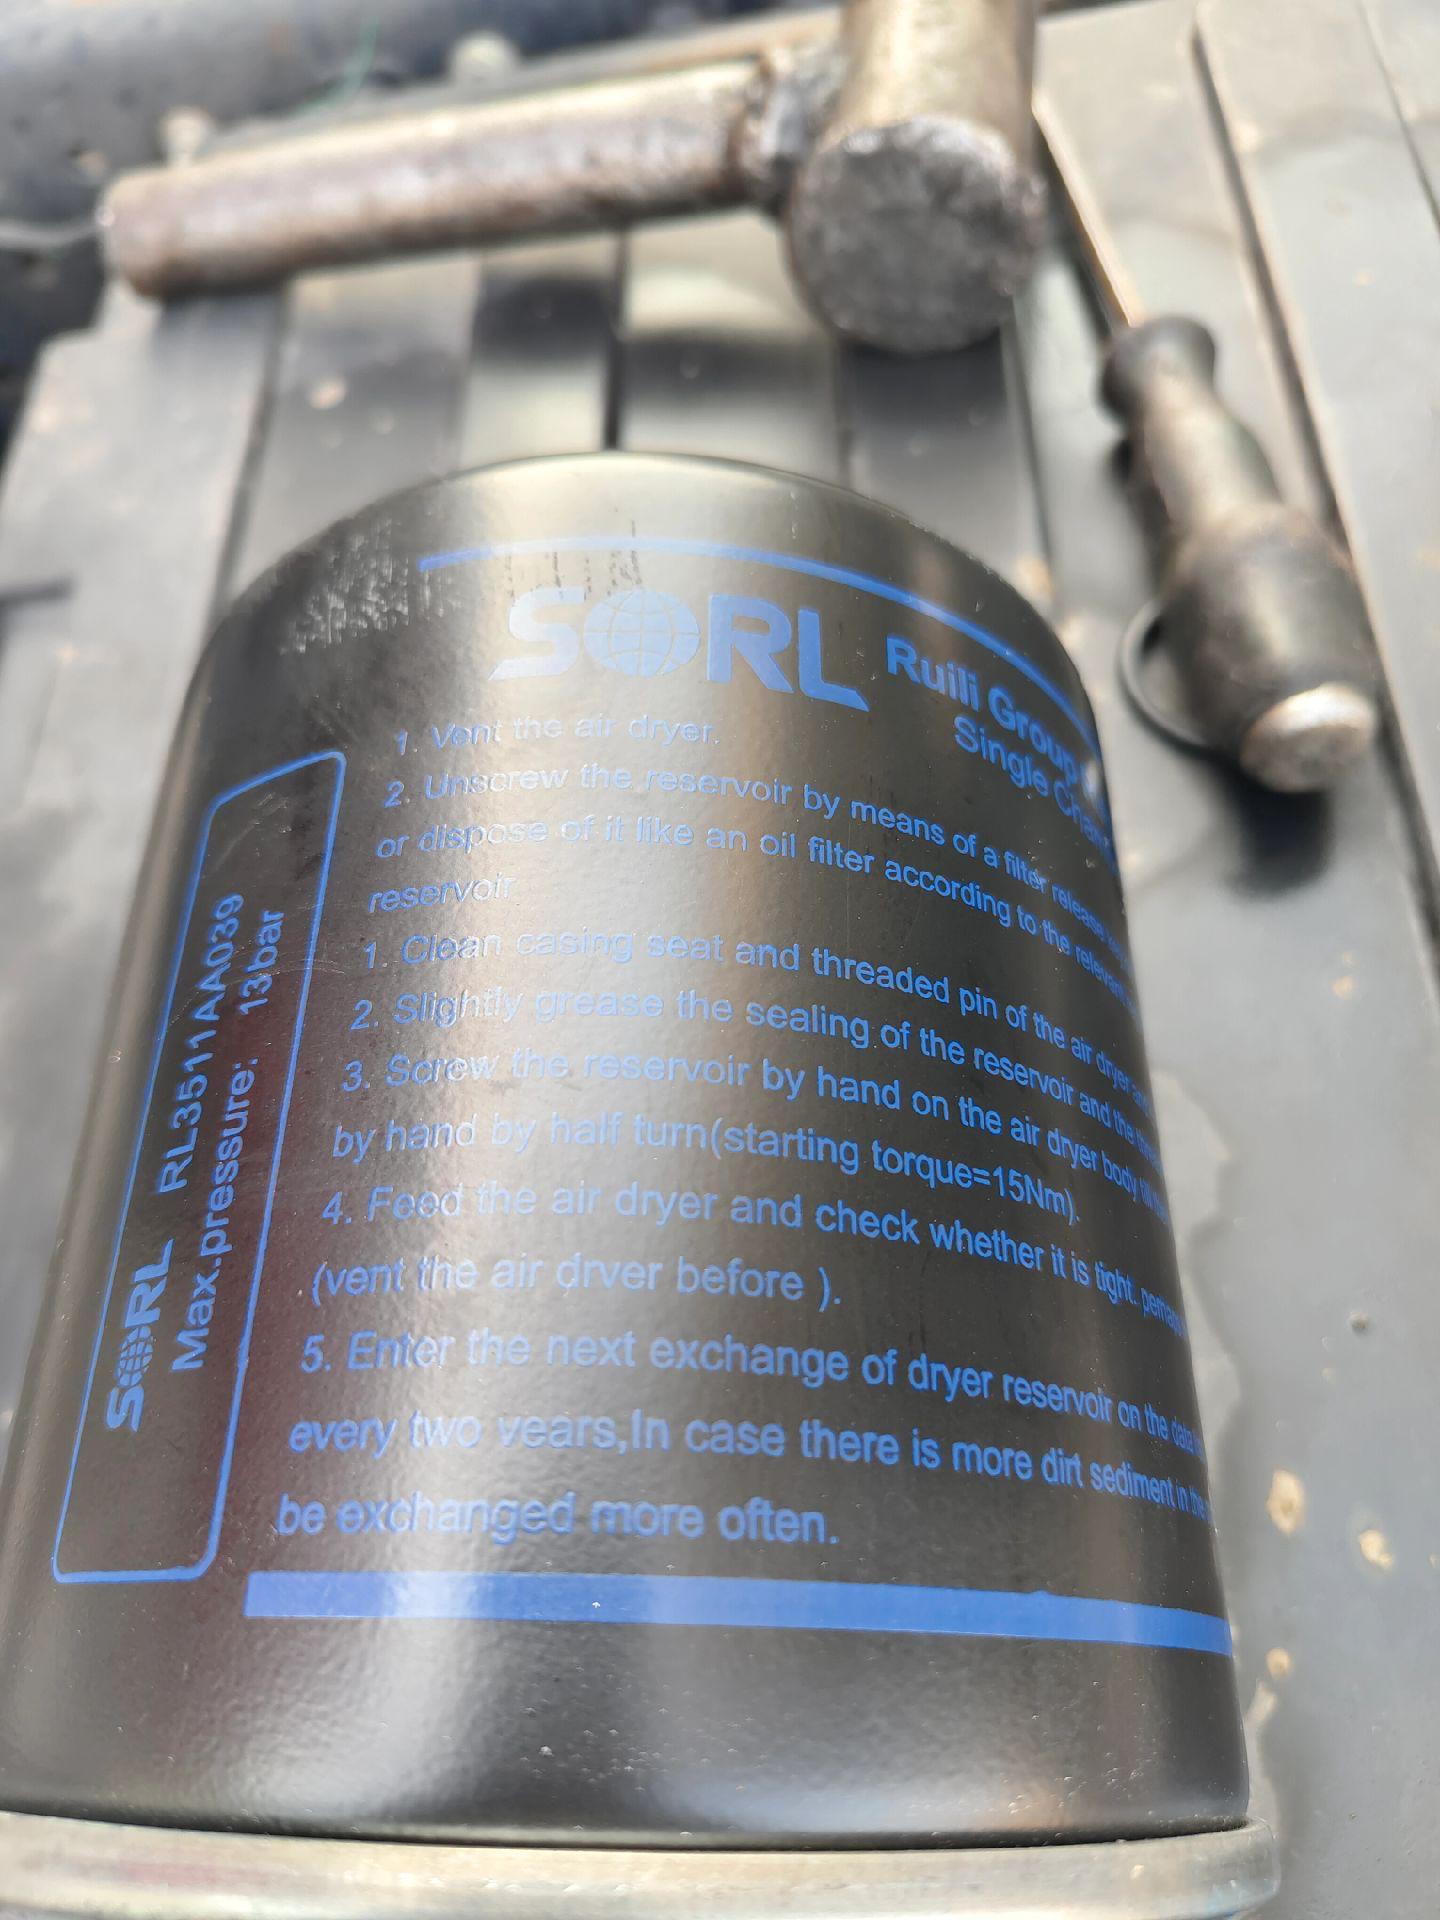 SORL Ruili Group
Single
1. Vent the air dryer.
2. Unscrew the reservoir by means of a filter release
or dispose of it like an oil filter according to the relevant
reservoir
1. Clean casing seat and threaded pin of the air dryer
2. Slightly grease the sealing of the reservoir and the
3. Screw the reservoir by hand on the air dryer body
by hand by half turn(starting torque=15Nm).
4. Feed the air dryer and check whether it is tight.
(vent the air drver before ).
5. Enter the next exchange of dryer reservoir on the data
every two years,In case there is more dirt sediment in the
be exchanged more often.
SORL RL3511AA039
Max.pressure: 13bar